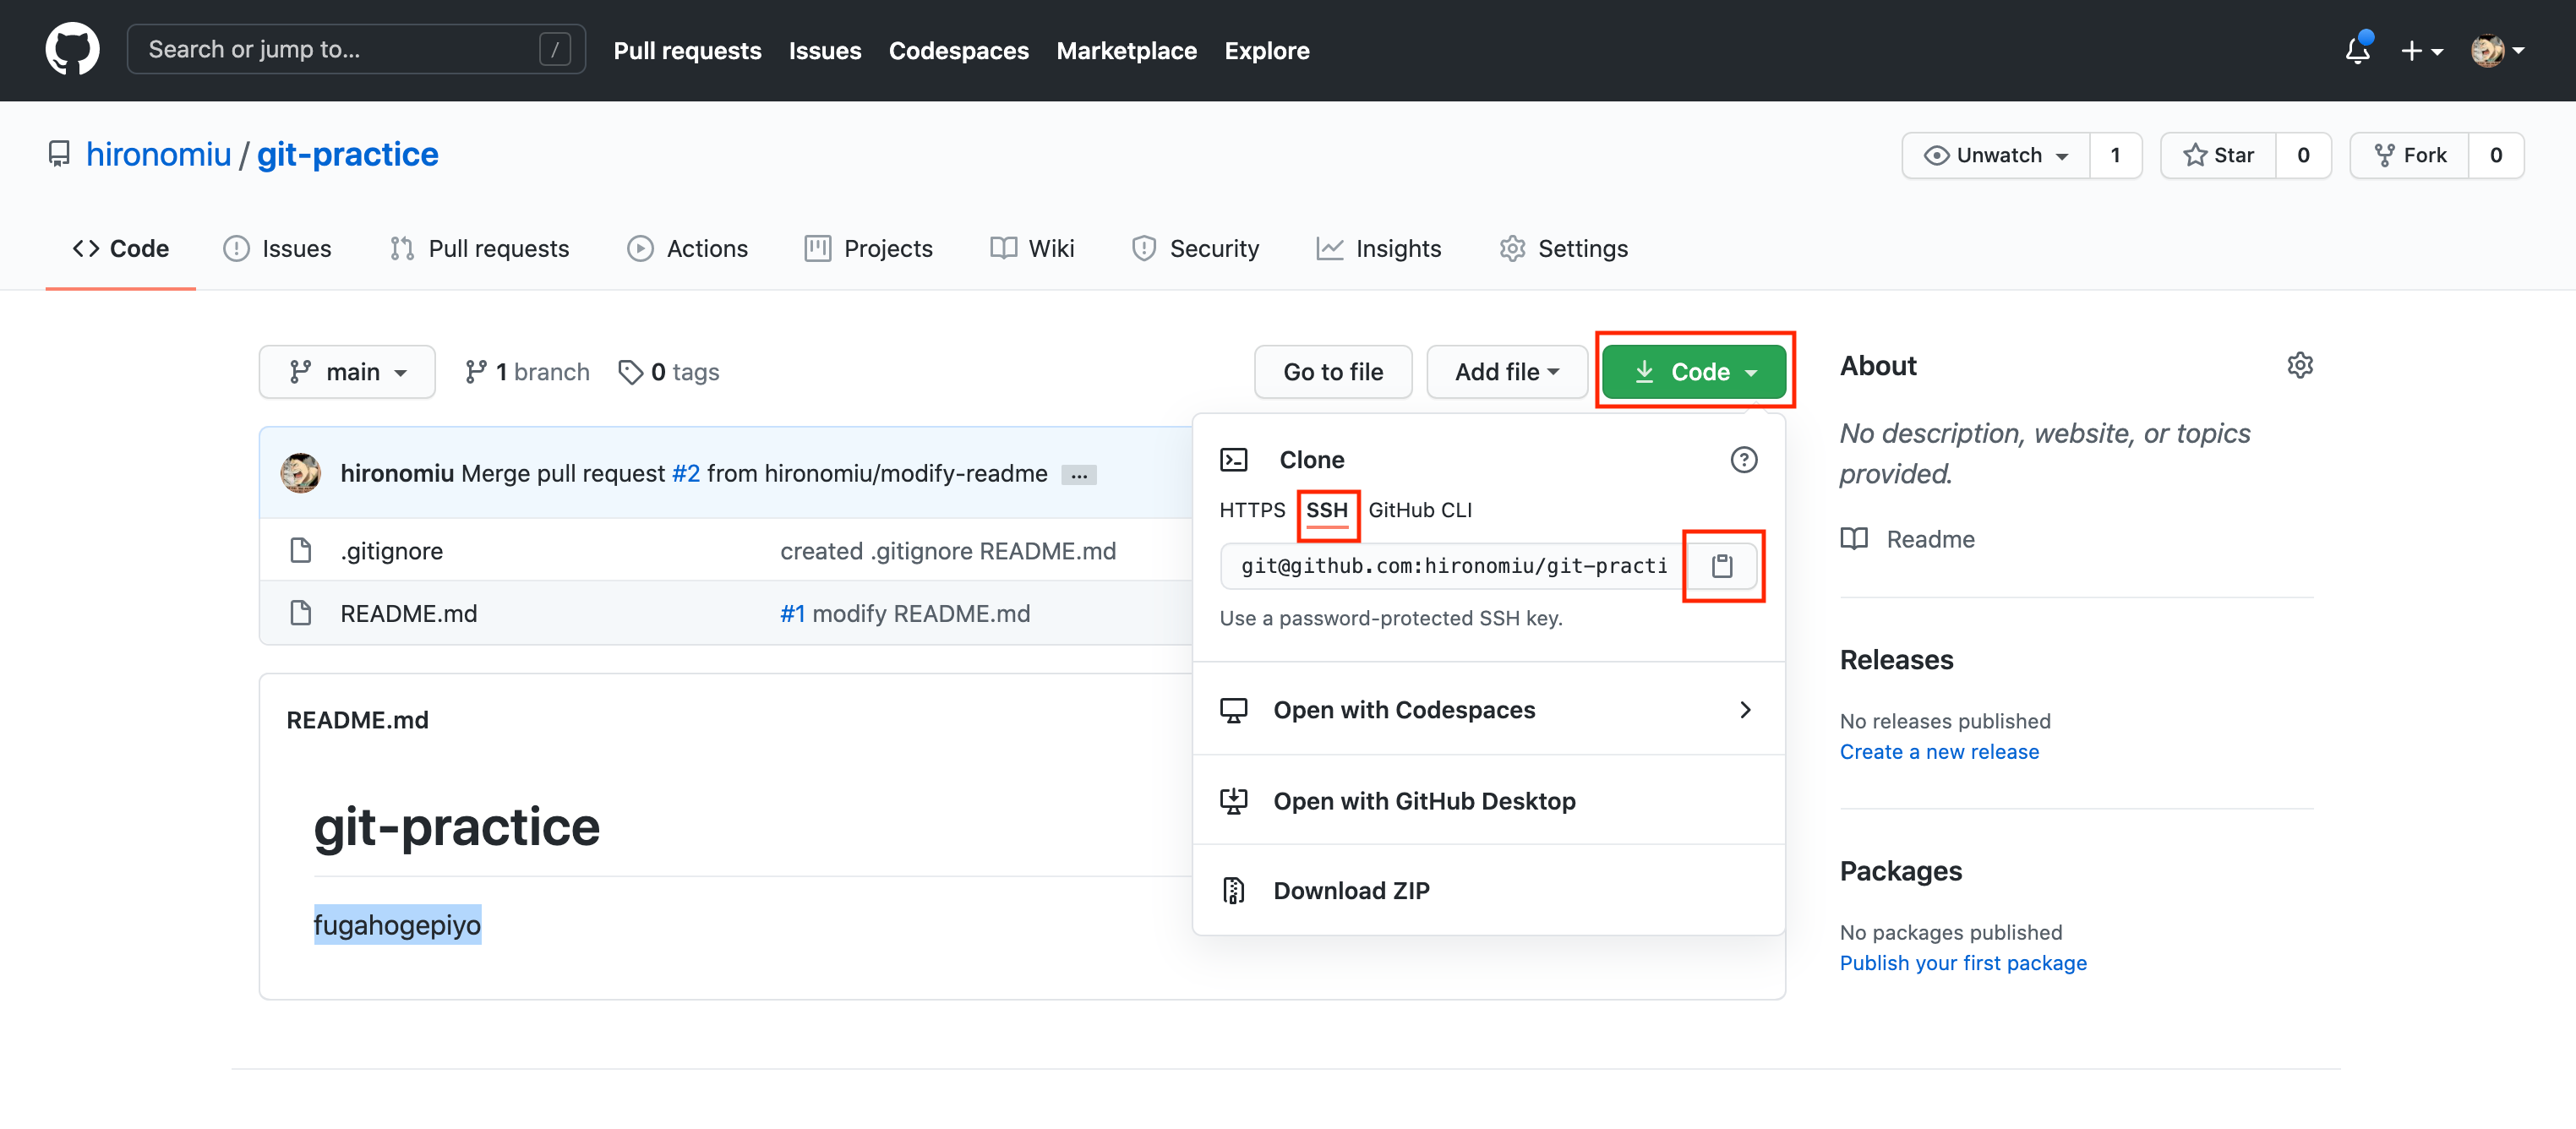 Search or jump to... /
Pull requests Issues Codespaces Marketplace Explore
hironomiu / git-practice
Unwatch 1 Star 0 Fork 0
Code Issues Pull requests Actions Projects Wiki Security Insights Settings
main 1 branch 0 tags
Go to file Add file Code
hironomiu Merge pull request #2 from hironomiu/modify-readme ...
.gitignore created .gitignore README.md
README.md #1 modify README.md
README.md
git-practice
fugahogepiyo
Clone
HTTPS SSH GitHub CLI
git@github.com:hironomiu/git-practi
Use a password-protected SSH key.
Open with Codespaces
Open with GitHub Desktop
Download ZIP
About
No description, website, or topics
provided.
Readme
Releases
No releases published
Create a new release
Packages
No packages published
Publish your first package